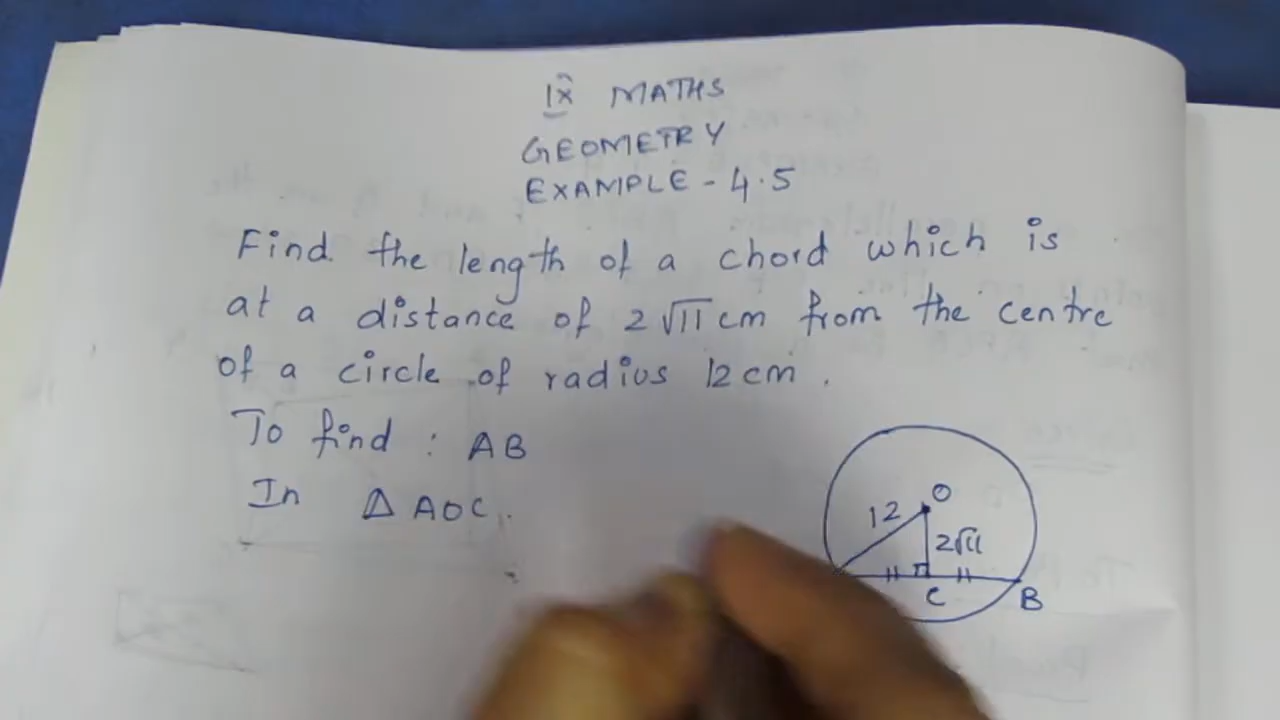 IX MATHS
GEOMETRY
EXAMPLE - 4.5
Find the length of a chord which is
at a distance of 2√11 cm from the centre
of a circle of radius 12 cm.
To find : AB
In Δ AOC.
O
12
2√11
C
B